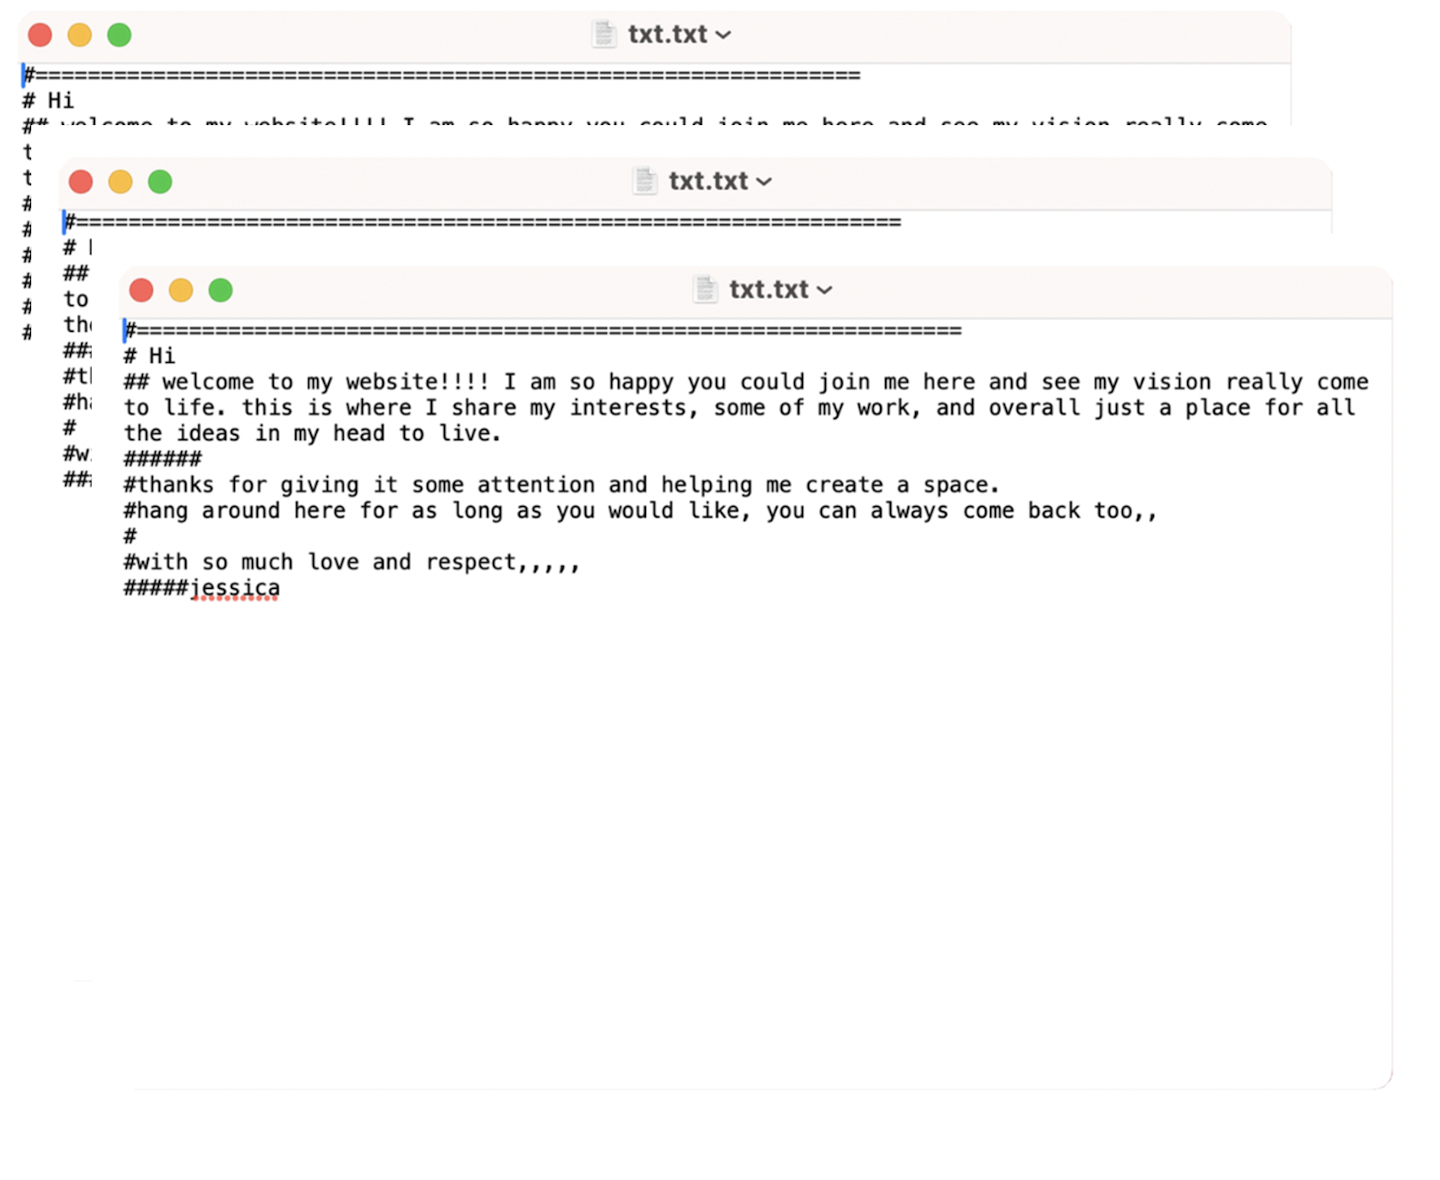 txt.txt
#===============================================================
# Hi
## welcome to my website!!!! I am so happy you could join me here and see my vision really come
t
t
#
#
#
#
#
#
txt.txt
#===============================================================
#
##
to
the
###
#t
#ha
#
#w
###
txt.txt
#===============================================================
# Hi
## welcome to my website!!!! I am so happy you could join me here and see my vision really come
to life. this is where I share my interests, some of my work, and overall just a place for all
the ideas in my head to live.
######
#thanks for giving it some attention and helping me create a space.
#hang around here for as long as you would like, you can always come back too,,
#
#with so much love and respect,,,,,
#####jessica